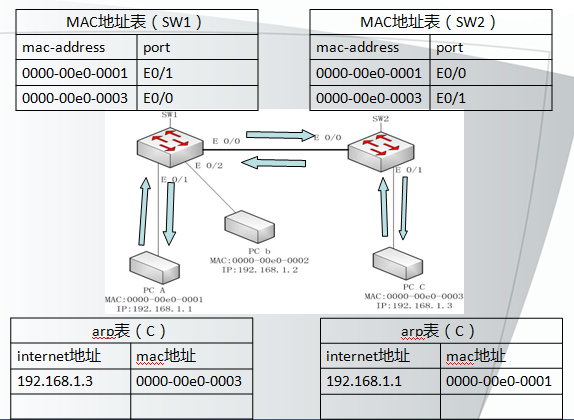 MAC地址表（SW1）
mac-address port
0000-00e0-0001 E0/1
0000-00e0-0003 E0/0
MAC地址表（SW2）
mac-address port
0000-00e0-0001 E0/0
0000-00e0-0003 E0/1
SW1
SW2
E 0/0
E 0/0
E 0/2
E 0/1
E 0/1
PC b
MAC:0000-00e0-0002
IP:192.168.1.2
PC A
MAC:0000-00e0-0001
IP:192.168.1.1
PC C
MAC:0000-00e0-0003
IP:192.168.1.3
arp表（C）
internet地址 mac地址
192.168.1.3 0000-00e0-0003
arp表（C）
internet地址 mac地址
192.168.1.1 0000-00e0-0001